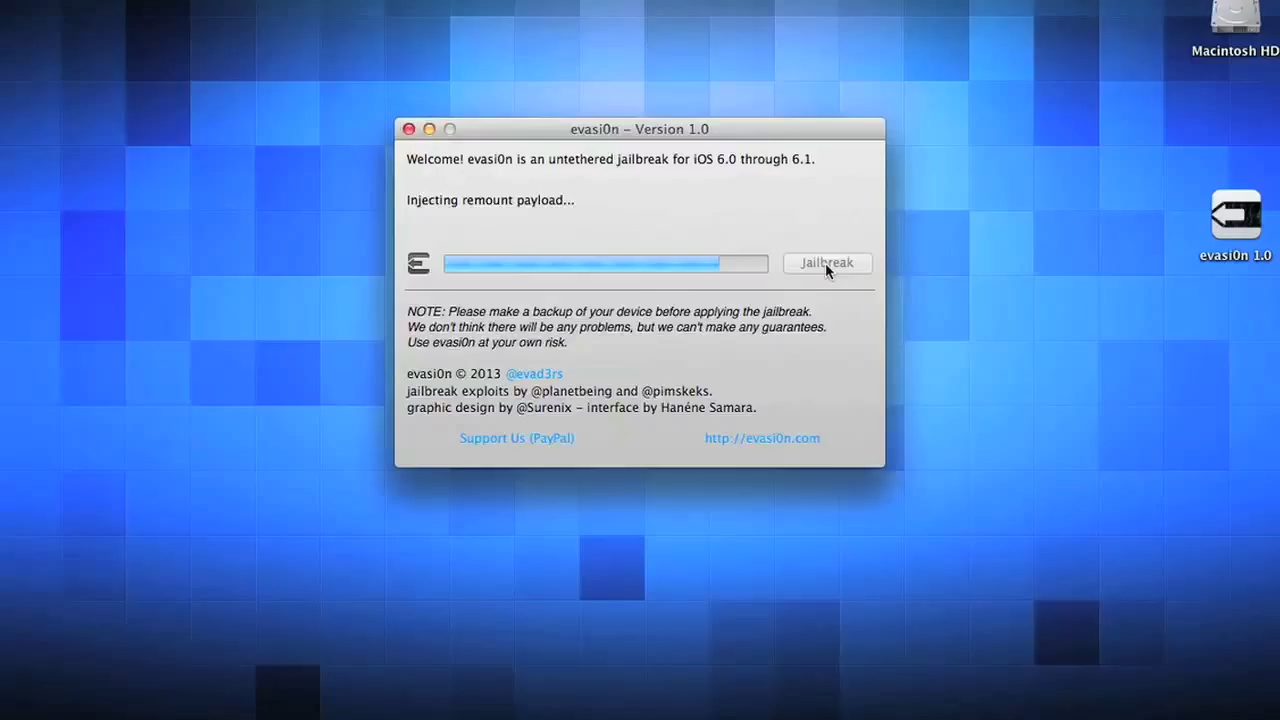 Macintosh HD
evasi0n – Version 1.0
Welcome! evasi0n is an untethered jailbreak for iOS 6.0 through 6.1.
Injecting remount payload...
Jailbreak
evasi0n 1.0
NOTE: Please make a backup of your device before applying the jailbreak.
We don't think there will be any problems, but we can't make any guarantees.
Use evasi0n at your own risk.
evasi0n © 2013 @evad3rs
jailbreak exploits by @planetbeing and @pimskeks.
graphic design by @Surenix – interface by Hanéne Samara.
Support Us (PayPal) http://evasi0n.com